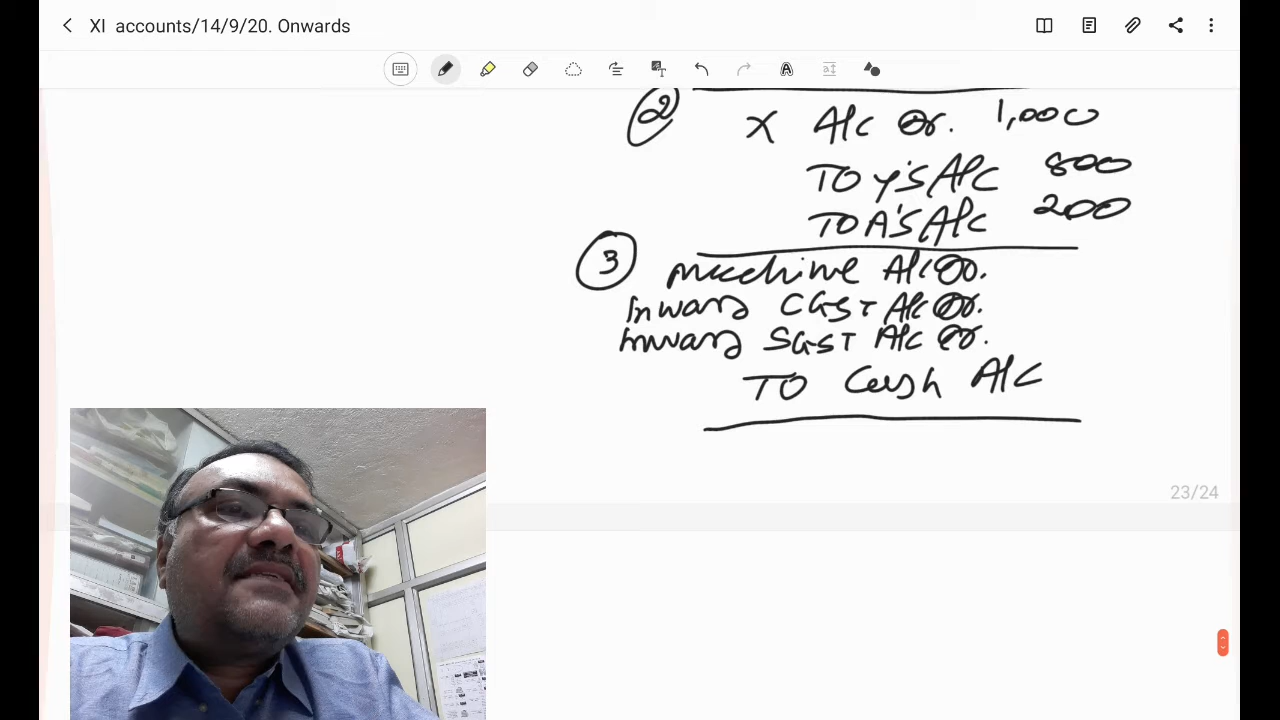 XI accounts/14/9/20. Onwards
2 X A/c Dr. 1,000
TO Y'S A/C 800
TO A'S A/C 200
3 machine A/c Dr.
Inward CGST A/c Dr.
Inward SGST A/c Dr.
TO Cash A/C
23/24